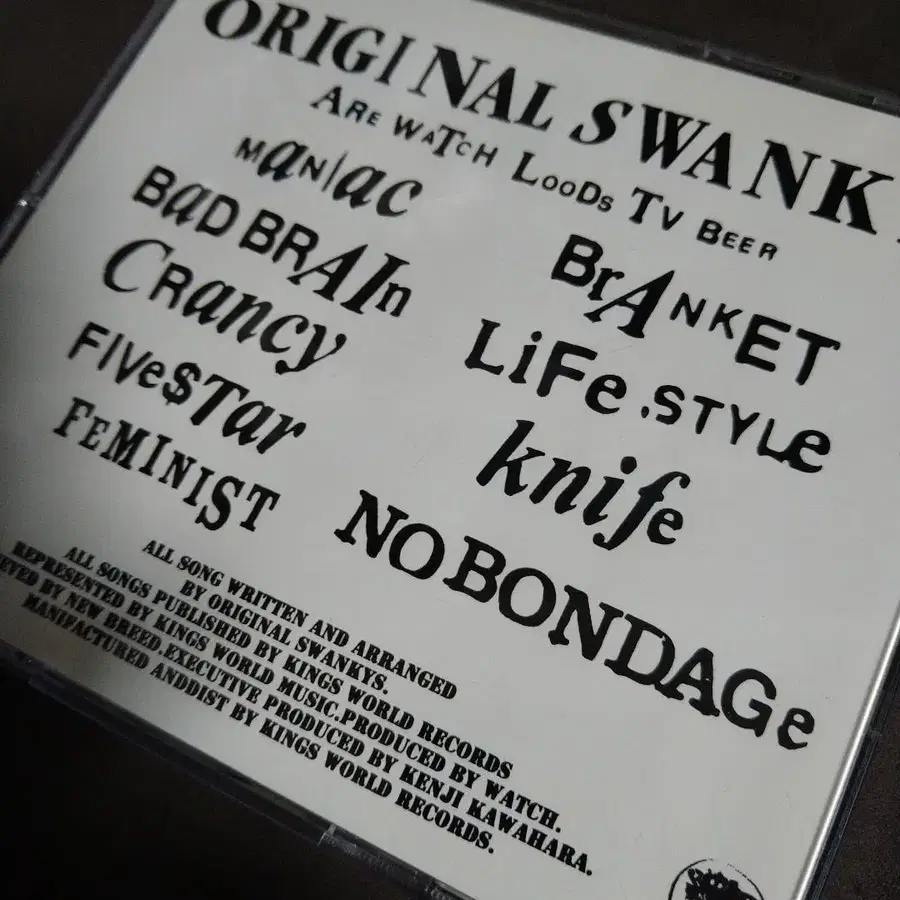 ORIGINAL SWANK
ARE WATCH LOODS TV BEER
MANIAC
BAD BRAIN
CRANCY
FIVE$TAR
FEMINIST
BRANKET
LIFE.STYLE
knife
NOBONDAGE
ALL SONG WRITTEN AND ARRANGED
BY ORIGINAL SWANKYS.
ALL SONGS PUBLISHED BY KINGS WORLD RECORDS
REPRESENTED BY KINGS WORLD MUSIC.PRODUCED BY WATCH.
BY NEW BREED.EXECUTIVE PRODUCED BY KENJI KAWAHARA.
MANIFACTURED ANDDIST BY KINGS WORLD RECORDS.